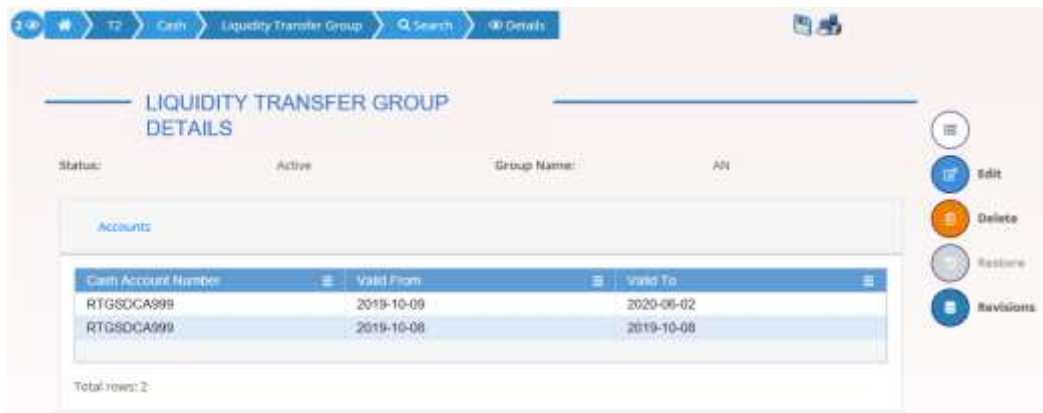 2
T2 Cash Liquidity Transfer Group Search Details
LIQUIDITY TRANSFER GROUP
DETAILS
Status: Active Group Name: AN
Edit
Accounts
Delete
Restore
Cash Account Number Valid From Valid To
RTGSDCA999 2019-10-09 2020-06-02
Revisions
RTGSDCA999 2019-10-08 2019-10-08
Total rows: 2